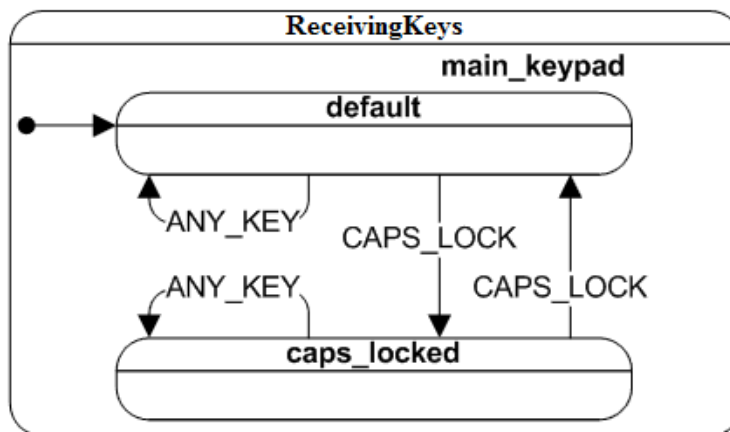 ReceivingKeys
main_keypad
default
ANY_KEY
CAPS_LOCK
ANY_KEY
CAPS_LOCK
caps_locked